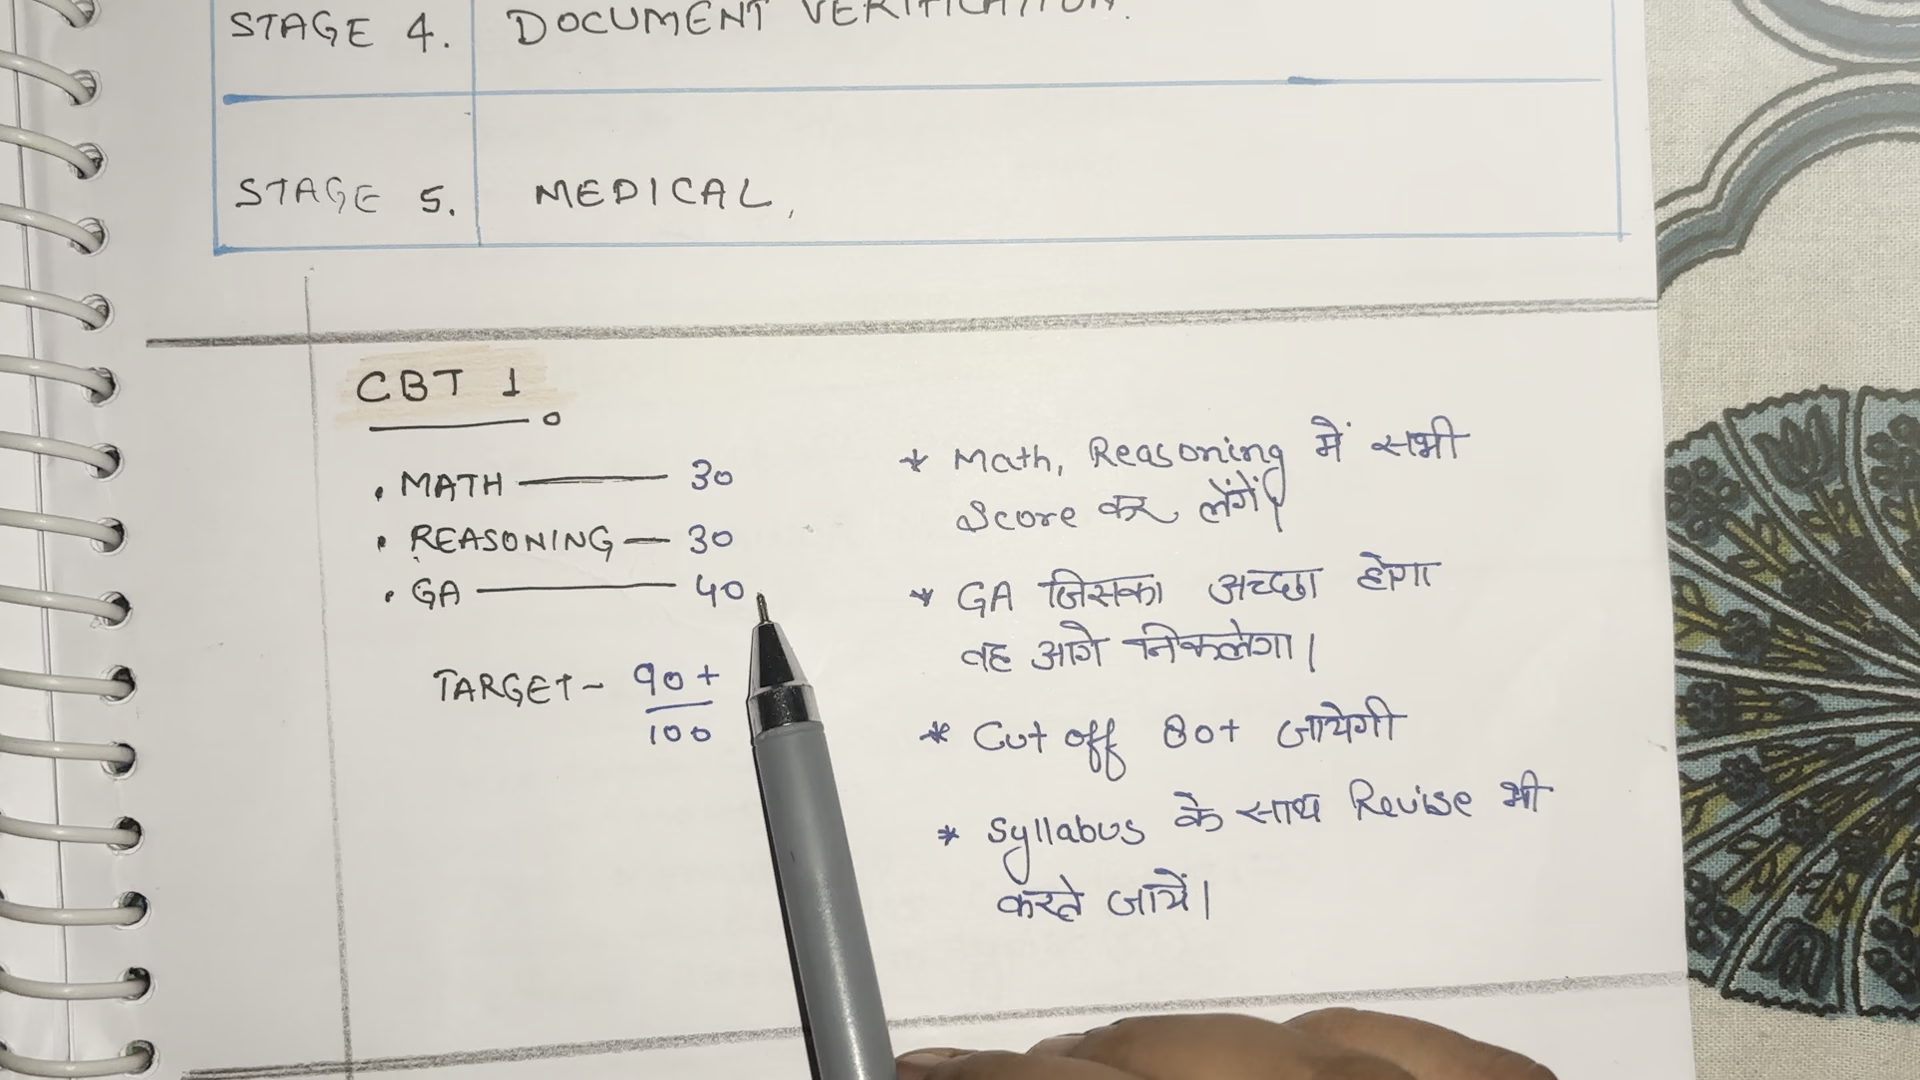 STAGE 4. DOCUMENT VERIFICATION.
STAGE 5. MEDICAL,
CBT 1
• MATH — 30
• REASONING — 30
• GA — 40
TARGET - 90+
100
* Math, Reasoning में सभी
Score कर लेंगें।
* GA जिसका अच्छा होगा
वह आगे निकलेगा।
* Cut off 80+ जायेगी
* Syllabus के साथ Revise भी
करते जायें।